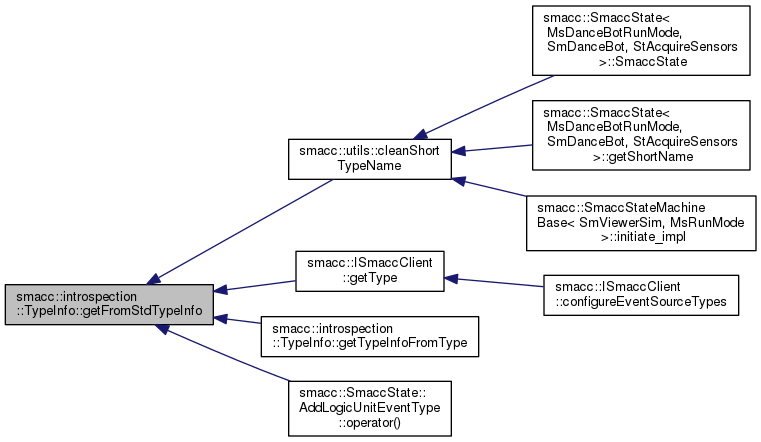 smacc::SmaccState<
MsDanceBotRunMode,
SmDanceBot, StAcquireSensors
>::SmaccState
smacc::SmaccState<
MsDanceBotRunMode,
SmDanceBot, StAcquireSensors
>::getShortName
smacc::utils::cleanShort
TypeName
smacc::SmaccStateMachine
Base< SmViewerSim, MsRunMode
>::initiate_impl
smacc::ISmaccClient
::getType
smacc::ISmaccClient
::configureEventSourceTypes
smacc::introspection
::TypeInfo::getFromStdTypeInfo
smacc::introspection
::TypeInfo::getTypeInfoFromType
smacc::SmaccState::
AddLogicUnitEventType
::operator()